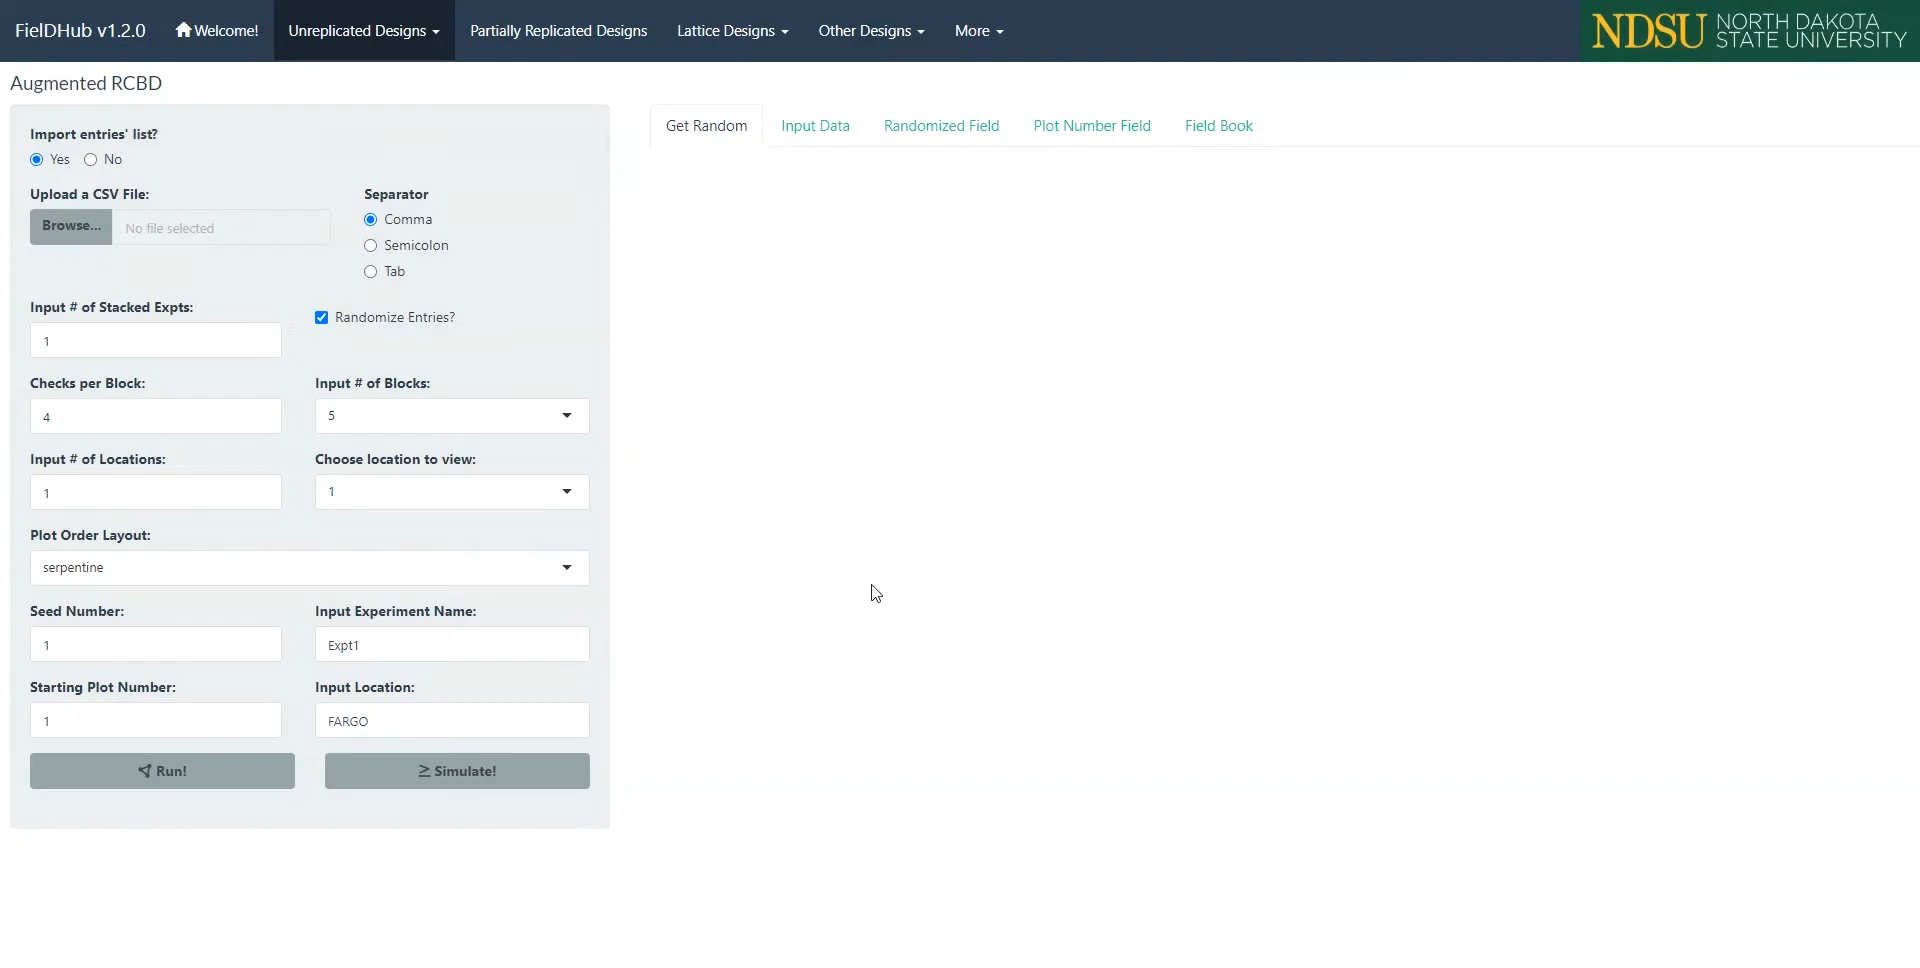 FielDHub v1.2.0 Welcome! Unreplicated Designs Partially Replicated Designs Lattice Designs Other Designs More NDSU NORTH DAKOTA
STATE UNIVERSITY
Augmented RCBD
Get Random Input Data Randomized Field Plot Number Field Field Book
Import entries' list?
Yes No
Upload a CSV File: Separator
Browse... No file selected Comma
Semicolon
Tab
Input # of Stacked Expts: Randomize Entries?
1
Checks per Block: Input # of Blocks:
4 5
Input # of Locations: Choose location to view:
1 1
Plot Order Layout:
serpentine
Seed Number: Input Experiment Name:
1 Expt1
Starting Plot Number: Input Location:
1 FARGO
Run! Simulate!